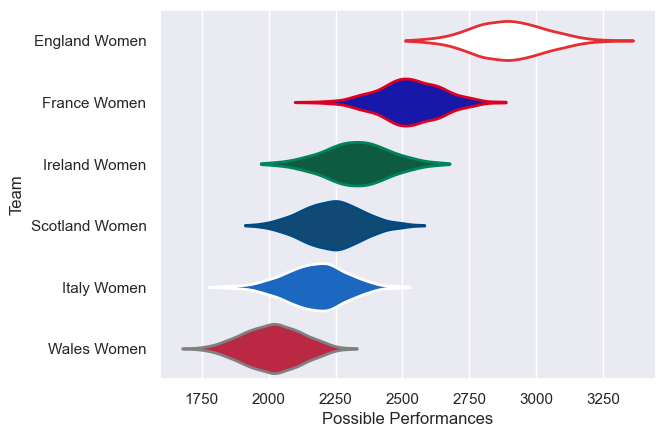 England Women
France Women
Ireland Women
Scotland Women
Italy Women
Wales Women
Team
1750 2000 2250 2500 2750 3000 3250
Possible Performances